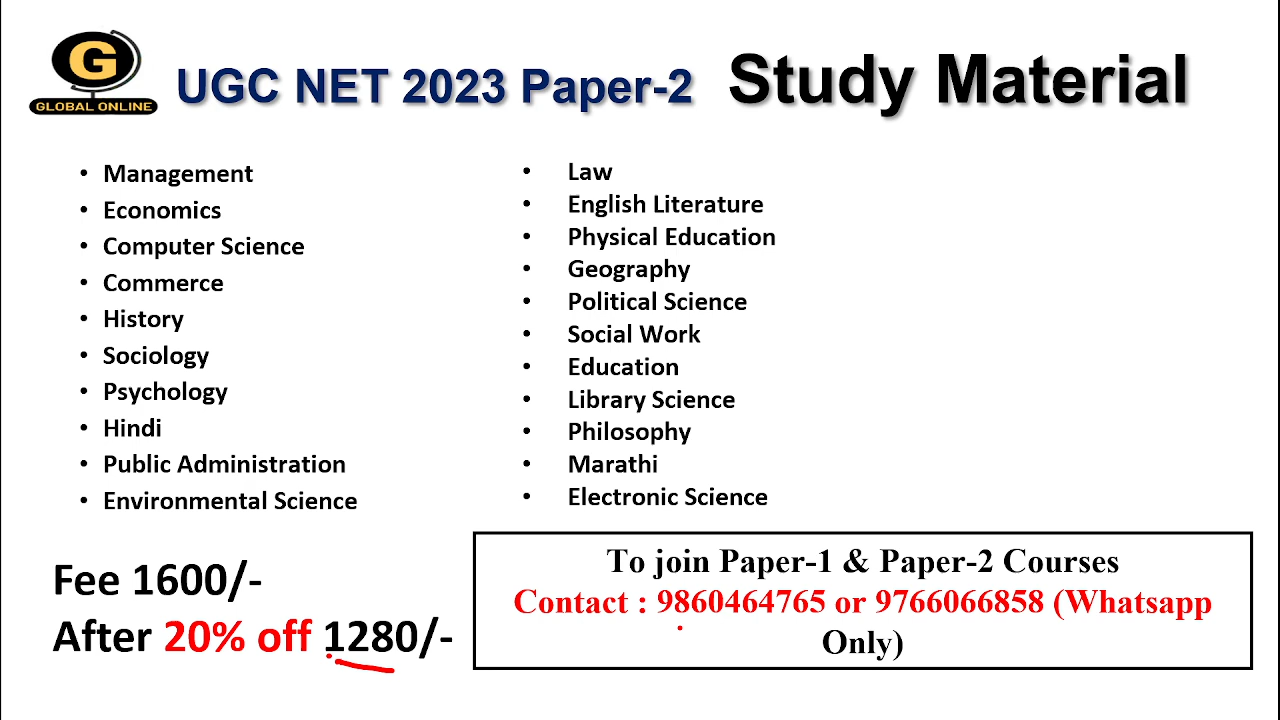 G
GLOBAL ONLINE
UGC NET 2023 Paper-2 Study Material
• Management
• Economics
• Computer Science
• Commerce
• History
• Sociology
• Psychology
• Hindi
• Public Administration
• Environmental Science
• Law
• English Literature
• Physical Education
• Geography
• Political Science
• Social Work
• Education
• Library Science
• Philosophy
• Marathi
• Electronic Science
Fee 1600/-
After 20% off 1280/-
To join Paper-1 & Paper-2 Courses
Contact : 9860464765 or 9766066858 (Whatsapp
Only)